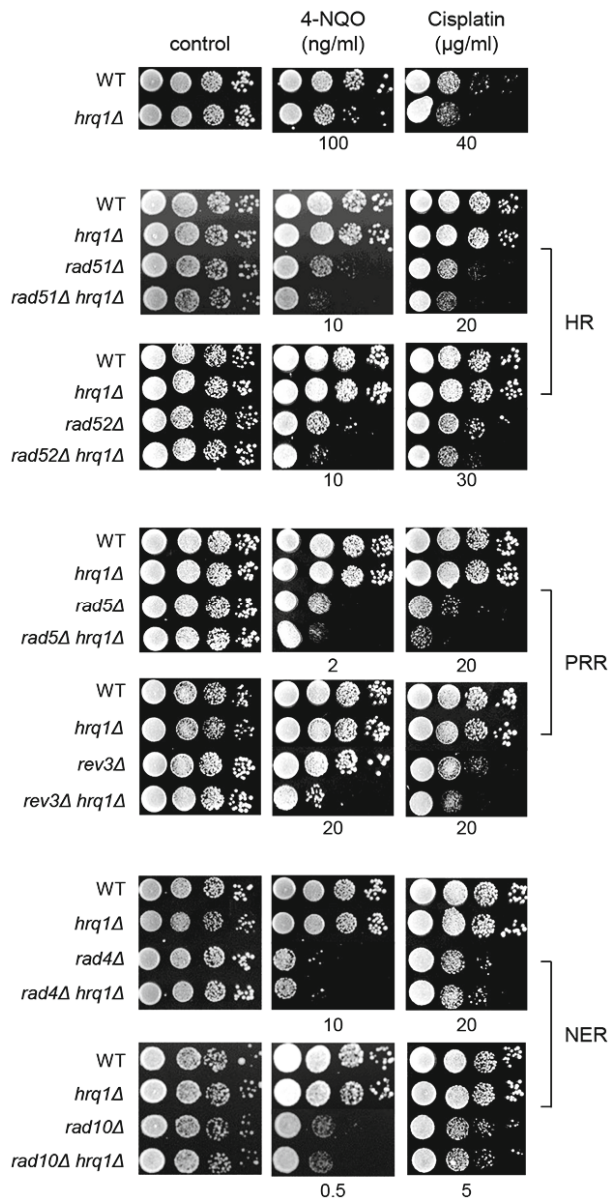 control 4-NQO (ng/ml) Cisplatin (µg/ml)
WT
hrq1Δ
100 40
WT
hrq1Δ
rad51Δ
rad51Δ hrq1Δ
10 20
HR
WT
hrq1Δ
rad52Δ
rad52Δ hrq1Δ
10 30
WT
hrq1Δ
rad5Δ
rad5Δ hrq1Δ
2 20
PRR
WT
hrq1Δ
rev3Δ
rev3Δ hrq1Δ
20 20
WT
hrq1Δ
rad4Δ
rad4Δ hrq1Δ
10 20
NER
WT
hrq1Δ
rad10Δ
rad10Δ hrq1Δ
0.5 5